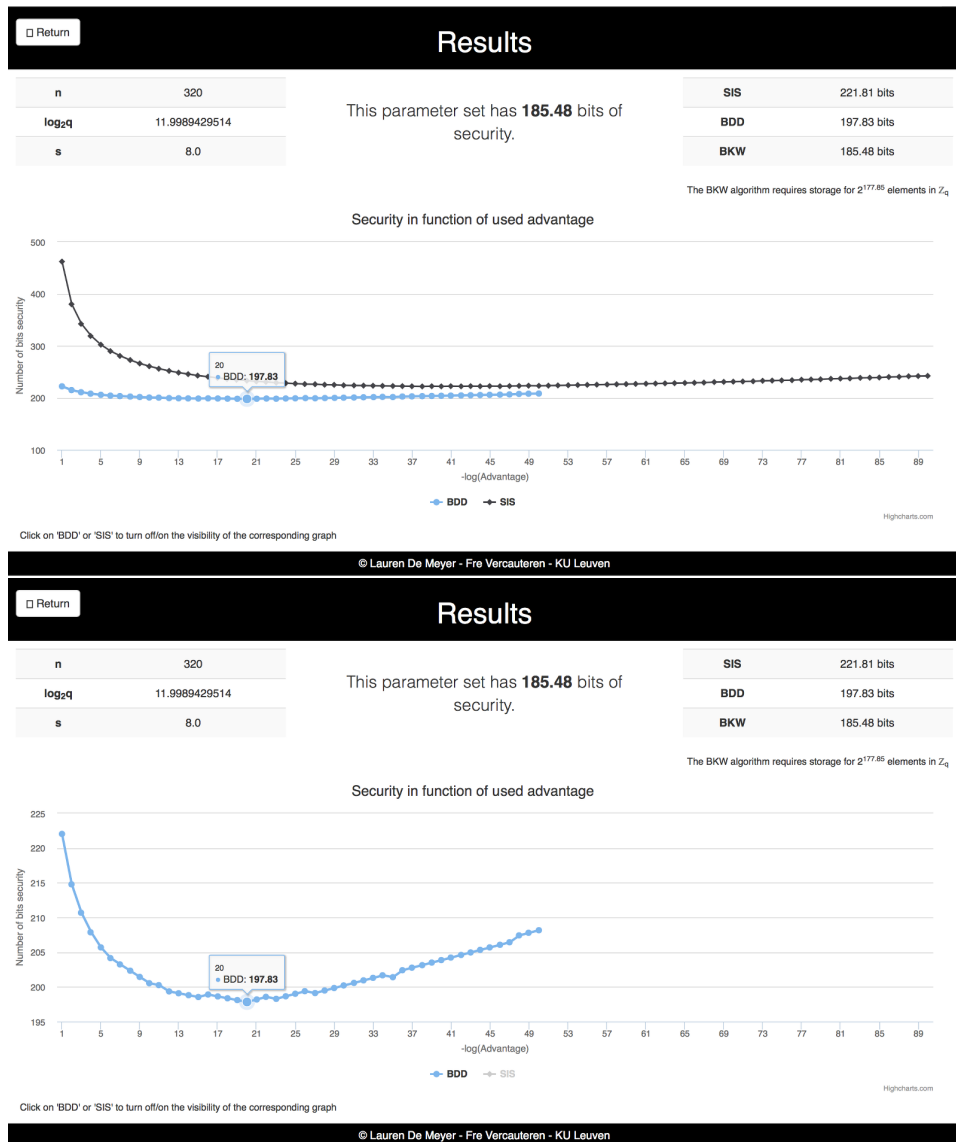 Return
Results
n 320
log₂q 11.9989429514
s 8.0
This parameter set has 185.48 bits of
security.
SIS 221.81 bits
BDD 197.83 bits
BKW 185.48 bits
The BKW algorithm requires storage for 2¹⁷⁷·⁸⁵ elements in ℤq
Security in function of used advantage
Number of bits security
500
400
300
200
100
20
BDD: 197.83
1 5 9 13 17 21 25 29 33 37 41 45 49 53 57 61 65 69 73 77 81 85 89
-log(Advantage)
BDD SIS
Highcharts.com
Click on 'BDD' or 'SIS' to turn off/on the visibility of the corresponding graph
© Lauren De Meyer - Fre Vercauteren - KU Leuven
Return
Results
n 320
log₂q 11.9989429514
s 8.0
This parameter set has 185.48 bits of
security.
SIS 221.81 bits
BDD 197.83 bits
BKW 185.48 bits
The BKW algorithm requires storage for 2¹⁷⁷·⁸⁵ elements in ℤq
Security in function of used advantage
Number of bits security
225
220
215
210
205
200
195
20
BDD: 197.83
1 5 9 13 17 21 25 29 33 37 41 45 49 53 57 61 65 69 73 77 81 85 89
-log(Advantage)
BDD SIS
Highcharts.com
Click on 'BDD' or 'SIS' to turn off/on the visibility of the corresponding graph
© Lauren De Meyer - Fre Vercauteren - KU Leuven